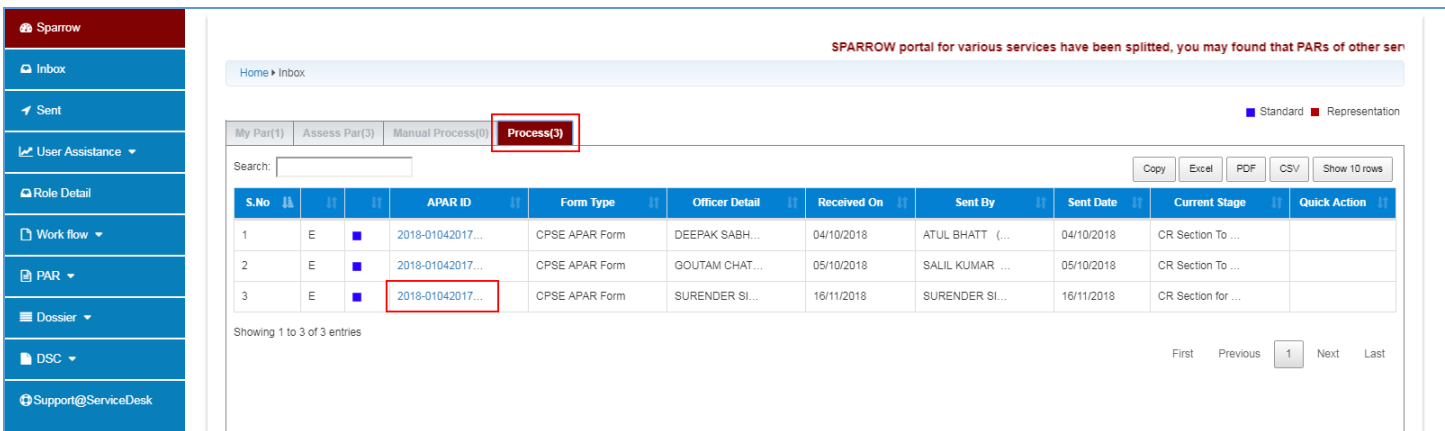 Sparrow
Inbox
Sent
User Assistance
Role Detail
Work flow
PAR
Dossier
DSC
Support@ServiceDesk
SPARROW portal for various services have been splitted, you may found that PARs of other ser
Home Inbox
Standard Representation
My Par(1) Assess Par(3) Manual Process(0) Process(3)
Search: Copy Excel PDF CSV Show 10 rows
S.No APAR ID Form Type Officer Detail Received On Sent By Sent Date Current Stage Quick Action
1 E 2018-01042017... CPSE APAR Form DEEPAK SABH... 04/10/2018 ATUL BHATT (... 04/10/2018 CR Section To ...
2 E 2018-01042017... CPSE APAR Form GOUTAM CHAT... 05/10/2018 SALIL KUMAR ... 05/10/2018 CR Section To ...
3 E 2018-01042017... CPSE APAR Form SURENDER SI... 16/11/2018 SURENDER SI... 16/11/2018 CR Section for ...
Showing 1 to 3 of 3 entries
First Previous 1 Next Last